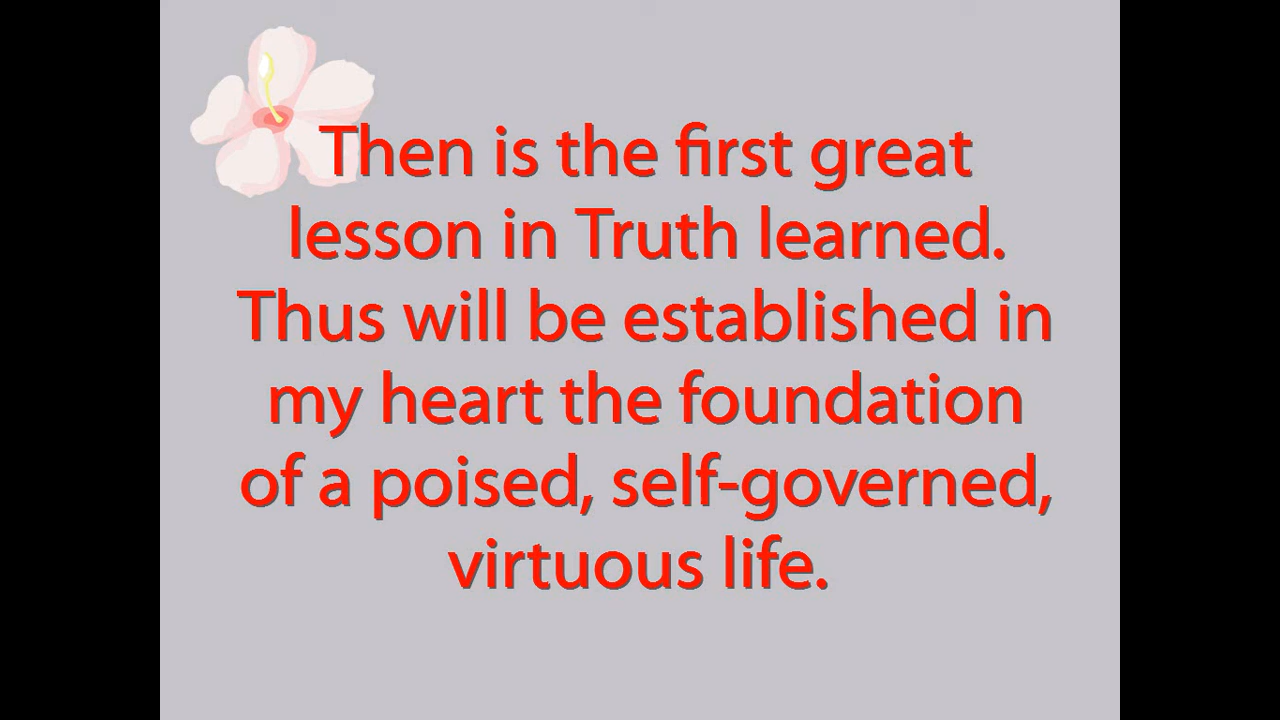 Then is the first great
lesson in Truth learned.
Thus will be established in
my heart the foundation
of a poised, self-governed,
virtuous life.